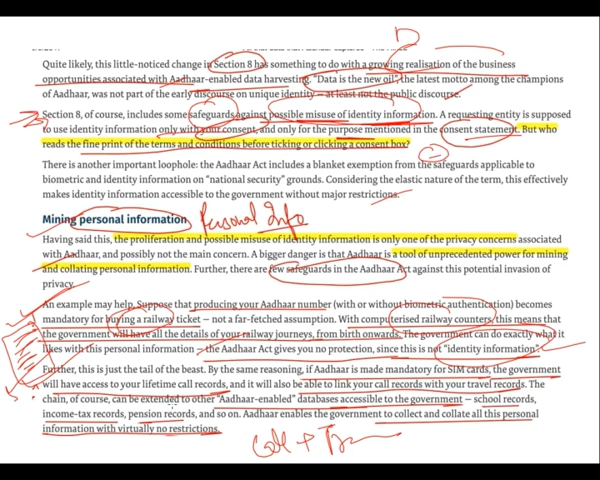 Quite likely, this little-noticed change in Section 8 has something to do with a growing realisation of the business
opportunities associated with Aadhaar-enabled data harvesting. "Data is the new oil", the latest motto among the champions
of Aadhaar, was not part of the early discourse on unique identity – at least not the public discourse.
Section 8, of course, includes some safeguards against possible misuse of identity information. A requesting entity is supposed
to use identity information only with your consent, and only for the purpose mentioned in the consent statement. But who
reads the fine print of the terms and conditions before ticking or clicking a consent box?
There is another important loophole: the Aadhaar Act includes a blanket exemption from the safeguards applicable to
biometric and identity information on "national security" grounds. Considering the elastic nature of the term, this effectively
makes identity information accessible to the government without major restrictions.
Mining personal information Personal Info
Having said this, the proliferation and possible misuse of identity information is only one of the privacy concerns associated
with Aadhaar, and possibly not the main concern. A bigger danger is that Aadhaar is a tool of unprecedented power for mining
and collating personal information. Further, there are few safeguards in the Aadhaar Act against this potential invasion of
privacy.
An example may help. Suppose that producing your Aadhaar number (with or without biometric authentication) becomes
mandatory for buying a railway ticket – not a far-fetched assumption. With computerised railway counters, this means that
the government will have all the details of your railway journeys, from birth onwards. The government can do exactly what it
likes with this personal information – the Aadhaar Act gives you no protection, since this is not "identity information".
Further, this is just the tail of the beast. By the same reasoning, if Aadhaar is made mandatory for SIM cards, the government
will have access to your lifetime call records, and it will also be able to link your call records with your travel records. The
chain, of course, can be extended to other "Aadhaar-enabled" databases accessible to the government – school records,
income-tax records, pension records, and so on. Aadhaar enables the government to collect and collate all this personal
information with virtually no restrictions.
Call +